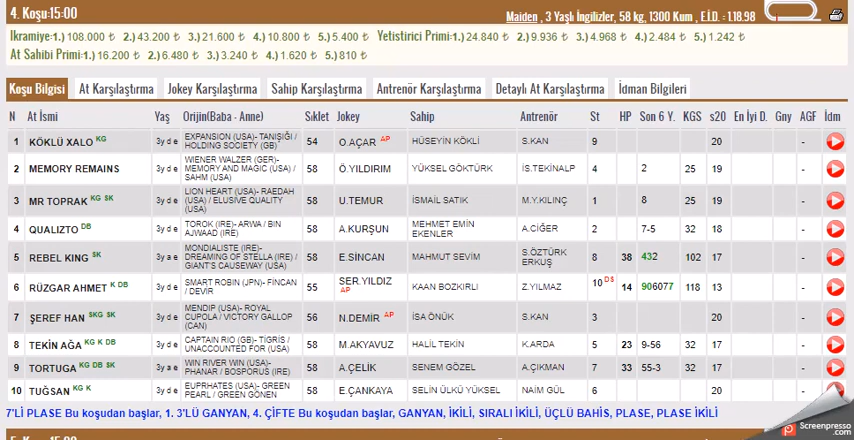 4. Koşu:15:00
Maiden , 3 Yaşlı İngilizler, 58 kg, 1300 Kum , E.İ.D. : 1.18.98
Ikramiye:1.) 108.000 ₺ 2.) 43.200 ₺ 3.) 21.600 ₺ 4.) 10.800 ₺ 5.) 5.400 ₺ Yetistirici Primi:1.) 24.840 ₺ 2.) 9.936 ₺ 3.) 4.968 ₺ 4.) 2.484 ₺ 5.) 1.242 ₺
At Sahibi Primi:1.) 16.200 ₺ 2.) 6.480 ₺ 3.) 3.240 ₺ 4.) 1.620 ₺ 5.) 810 ₺
Koşu Bilgisi At Karşılaştırma Jokey Karşılaştırma Sahip Karşılaştırma Antrenör Karşılaştırma Detaylı At Karşılaştırma İdman Bilgileri
N At İsmi Yaş Orijin(Baba - Anne) Sıklet Jokey Sahip Antrenör St HP Son 6 Y. KGS s20 En İyi D. Gny AGF İdm
1 KÖKLÜ XALO KG 3y d e EXPANSION (USA)- TANIŞIĞI / HOLDING SOCIETY (GB) 54 O.AÇAR AP HÜSEYİN KÖKLİ S.KAN 9 20 -
2 MEMORY REMAINS 3y d e WIENER WALZER (GER)- MEMORY AND MAGIC (USA) / SAHM (USA) 58 Ö.YILDIRIM YÜKSEL GÖKTÜRK İS.TEKİNALP 4 2 25 19 -
3 MR TOPRAK KG SK 3y d e LION HEART (USA)- RAEDAH (USA) / ELUSIVE QUALITY (USA) 58 U.TEMUR İSMAİL SATIK M.Y.KILINÇ 1 8 25 19 -
4 QUALIZTO DB 3y d e TOROK (IRE)- ARWA / BIN AJWAAD (IRE) 58 A.KURŞUN MEHMET EMİN EKENLER A.CİĞER 2 7-5 32 18 -
5 REBEL KING SK 3y a e MONDIALISTE (IRE)- DREAMING OF STELLA (IRE) / GIANT'S CAUSEWAY (USA) 58 E.SİNCAN MAHMUT SEVİM S.ÖZTÜRK ERKUŞ 8 38 432 102 17 -
6 RÜZGAR AHMET K DB 3y d e SMART ROBIN (JPN)- FINCAN / DEVİR 55 SER.YILDIZ AP KAAN BOZKIRLI Z.YILMAZ 10 DS 14 906077 118 13 -
7 ŞEREF HAN SKG SK 3y d e MENDIP (USA)- ROYAL CUPOLA / VICTORY GALLOP (CAN) 56 N.DEMİR AP İSA ÖNÜK S.KAN 3 20 -
8 TEKİN AĞA KG K DB 3y d e CAPTAIN RIO (GB)- TİGRİS / UNACCOUNTED FOR (USA) 58 M.AKYAVUZ HALİL TEKİN K.ARDA 5 23 9-56 32 17 -
9 TORTUGA KG DB SK 3y a e WIN RIVER WIN (USA)- PHANAR / BOSPORUS (IRE) 58 A.ÇELİK SENEM GÖZEL A.ÇIKMAN 7 33 55-3 32 17 -
10 TUĞSAN KG K 3y d e EUPRHATES (USA)- GREEN PEARL / GREEN PEROL 58 E.ÇANKAYA SELİN ÜLKÜ YÜKSEL NAİM GÜL 6 20 -
7'Lİ PLASE Bu koşudan başlar, 1. 3'LÜ GANYAN, 4. ÇİFTE Bu koşudan başlar, GANYAN, İKİLİ, SIRALI İKİLİ, ÜÇLÜ BAHİS, PLASE, PLASE İKİLİ
Screenpresso